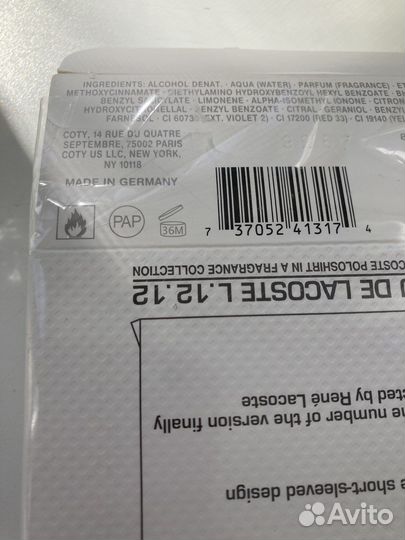 INGREDIENTS: ALCOHOL DENAT. · AQUA (WATER) · PARFUM (FRAGRANCE) ·
METHOXYCINNAMATE · DIETHYLAMINO HYDROXYBENZOYL HEXYL BENZOATE ·
BENZYL SALICYLATE · LIMONENE · ALPHA-ISOMETHYL IONONE ·
HYDROXYCITRONELLAL · BENZYL BENZOATE · CITRAL · GERANIOL ·
FARNESOL · CI 60730 (EXT. VIOLET 2) · CI 17200 (RED 33) · CI 19140
COTY, 14 RUE DU QUATRE
SEPTEMBRE, 75002 PARIS
COTY US LLC, NEW YORK,
NY 10118
MADE IN GERMANY
PAP
36M
7 37052 41317 4
COSTE POLOSHIRT IN A FRAGRANCE COLLECTION
U DE LACOSTE L.12.12
cted by René Lacoste
e number of the version finally
e short-sleeved design
Avito